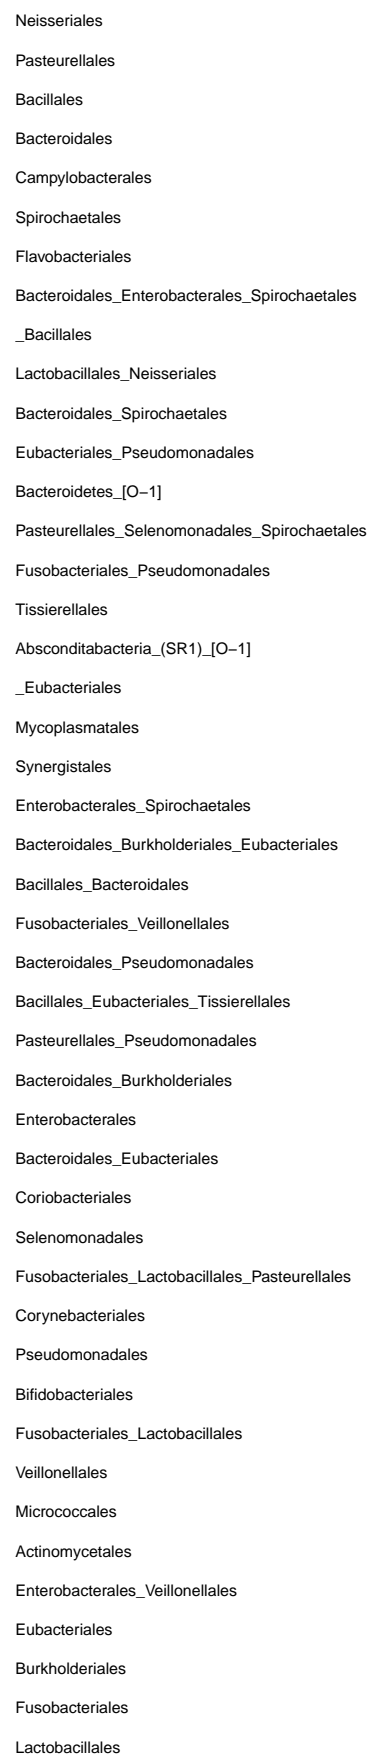 Neisseriales
Pasteurellales
Bacillales
Bacteroidales
Campylobacterales
Spirochaetales
Flavobacteriales
Bacteroidales_Enterobacterales_Spirochaetales
_Bacillales
Lactobacillales_Neisseriales
Bacteroidales_Spirochaetales
Eubacteriales_Pseudomonadales
Bacteroidetes_[O−1]
Pasteurellales_Selenomonadales_Spirochaetales
Fusobacteriales_Pseudomonadales
Tissierellales
Absconditabacteria_(SR1)_[O−1]
_Eubacteriales
Mycoplasmatales
Synergistales
Enterobacterales_Spirochaetales
Bacteroidales_Burkholderiales_Eubacteriales
Bacillales_Bacteroidales
Fusobacteriales_Veillonellales
Bacteroidales_Pseudomonadales
Bacillales_Eubacteriales_Tissierellales
Pasteurellales_Pseudomonadales
Bacteroidales_Burkholderiales
Enterobacterales
Bacteroidales_Eubacteriales
Coriobacteriales
Selenomonadales
Fusobacteriales_Lactobacillales_Pasteurellales
Corynebacteriales
Pseudomonadales
Bifidobacteriales
Fusobacteriales_Lactobacillales
Veillonellales
Micrococcales
Actinomycetales
Enterobacterales_Veillonellales
Eubacteriales
Burkholderiales
Fusobacteriales
Lactobacillales